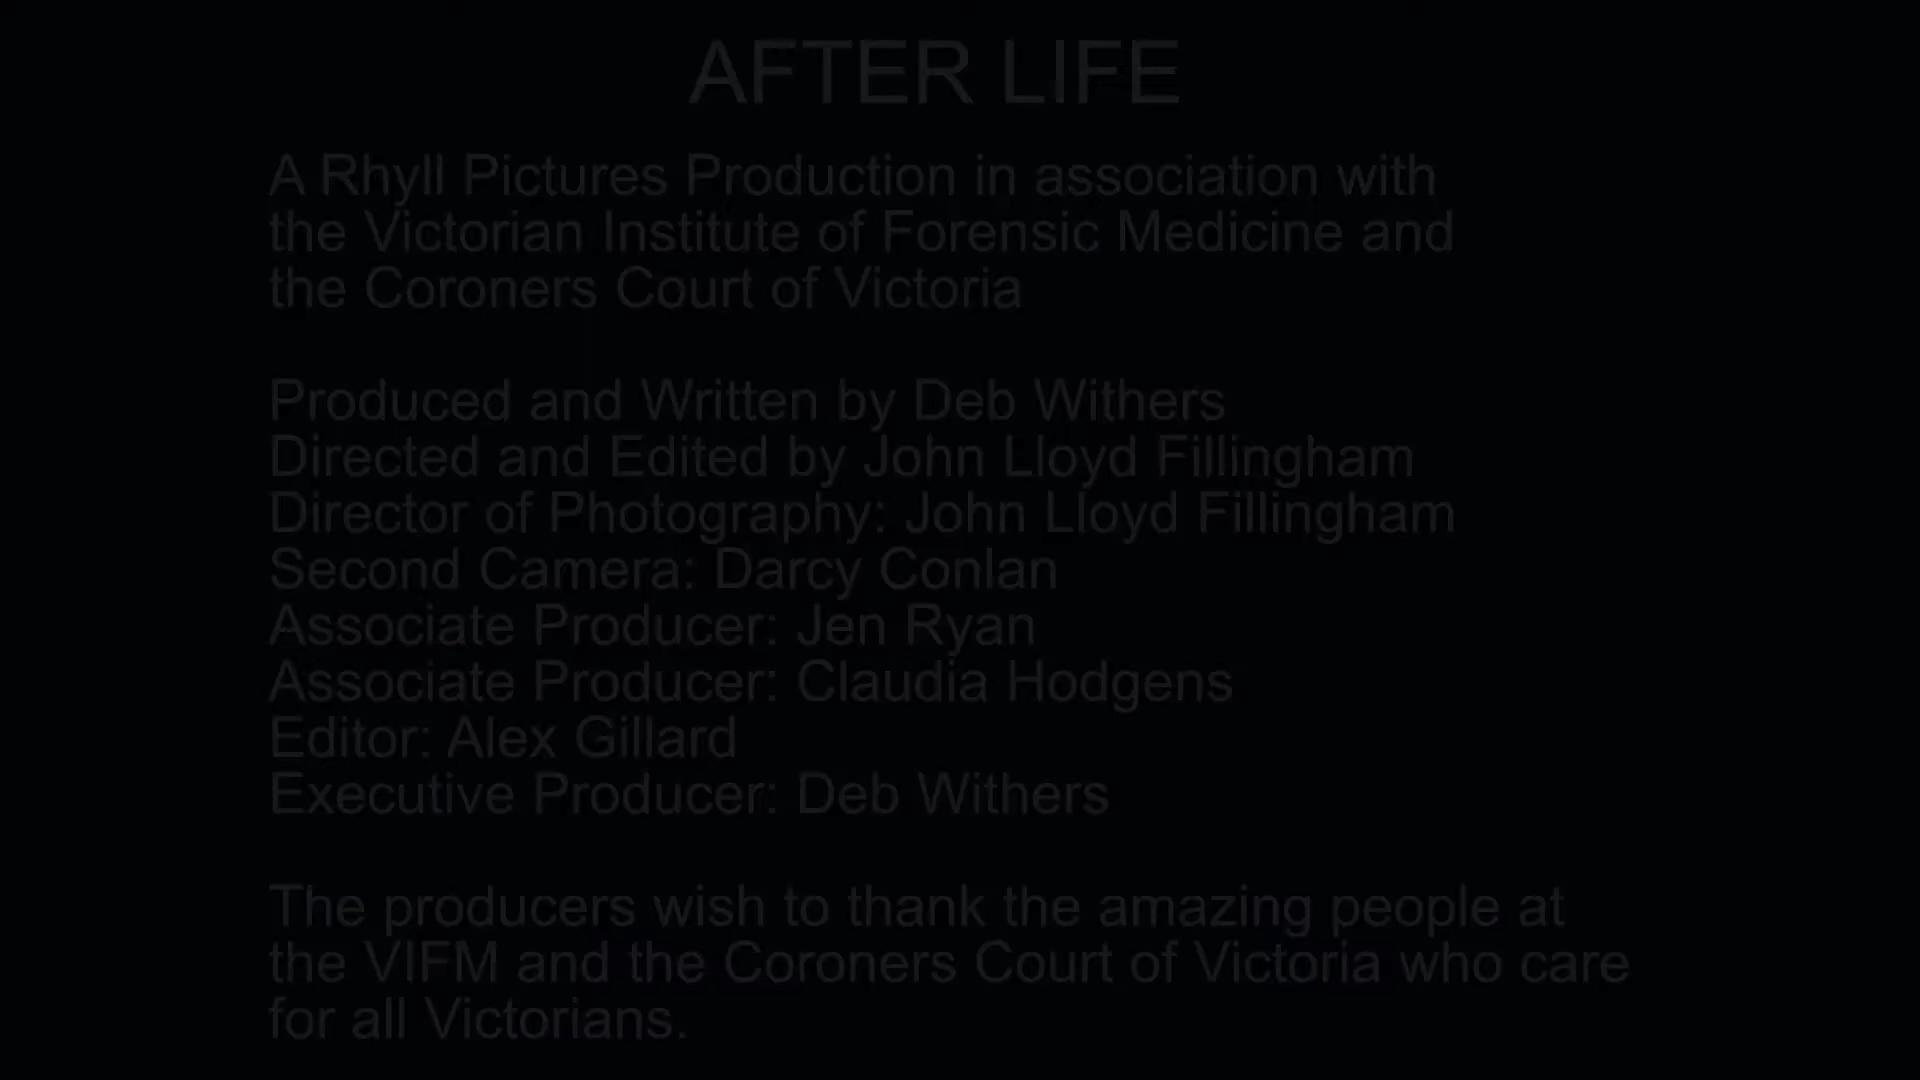 AFTER LIFE
A Rhyll Pictures Production in association with
the Victorian Institute of Forensic Medicine and
the Coroners Court of Victoria
Produced and Written by Deb Withers
Directed and Edited by John Lloyd Fillingham
Director of Photography: John Lloyd Fillingham
Second Camera: Darcy Conlan
Associate Producer: Jen Ryan
Associate Producer: Claudia Hodgens
Editor: Alex Gillard
Executive Producer: Deb Withers
The producers wish to thank the amazing people at
the VIFM and the Coroners Court of Victoria who care
for all Victorians.